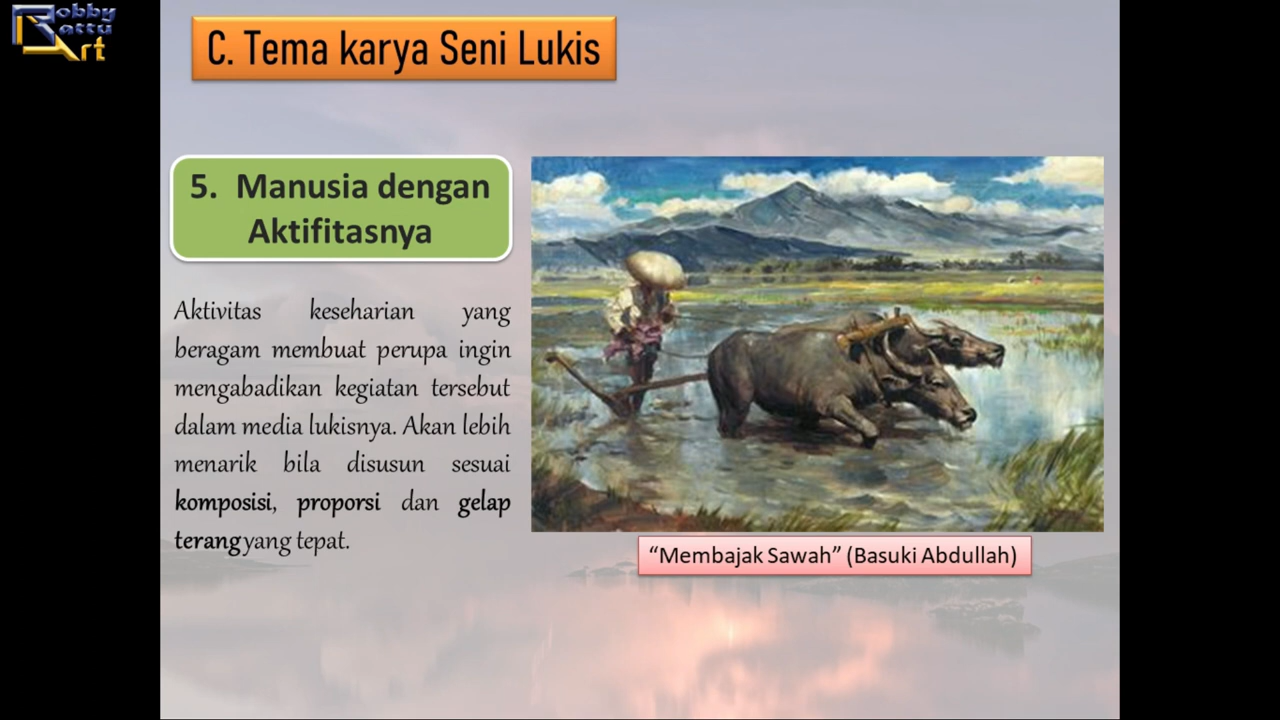 Robby
Rattu
Art
C. Tema karya Seni Lukis
5. Manusia dengan
Aktifitasnya
Aktivitas keseharian yang
beragam membuat perupa ingin
mengabadikan kegiatan tersebut
dalam media lukisnya. Akan lebih
menarik bila disusun sesuai
komposisi, proporsi dan gelap
terang yang tepat.
“Membajak Sawah” (Basuki Abdullah)